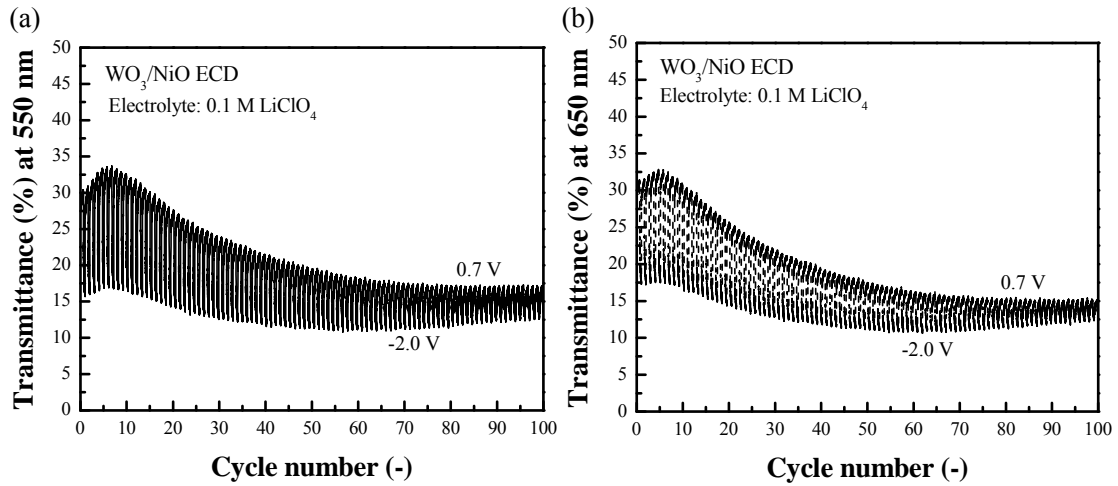 (a)
Transmittance (%) at 550 nm
50
45
40
35
30
25
20
15
10
5
0
WO3/NiO ECD
Electrolyte: 0.1 M LiClO4
0.7 V
-2.0 V
0 10 20 30 40 50 60 70 80 90 100
Cycle number (-)
(b)
Transmittance (%) at 650 nm
50
45
40
35
30
25
20
15
10
5
0
WO3/NiO ECD
Electrolyte: 0.1 M LiClO4
0.7 V
-2.0 V
0 10 20 30 40 50 60 70 80 90 100
Cycle number (-)